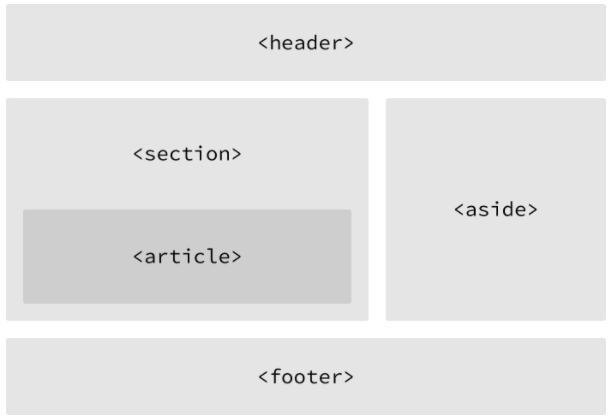 <header>
<section>
<aside>
<article>
<footer>